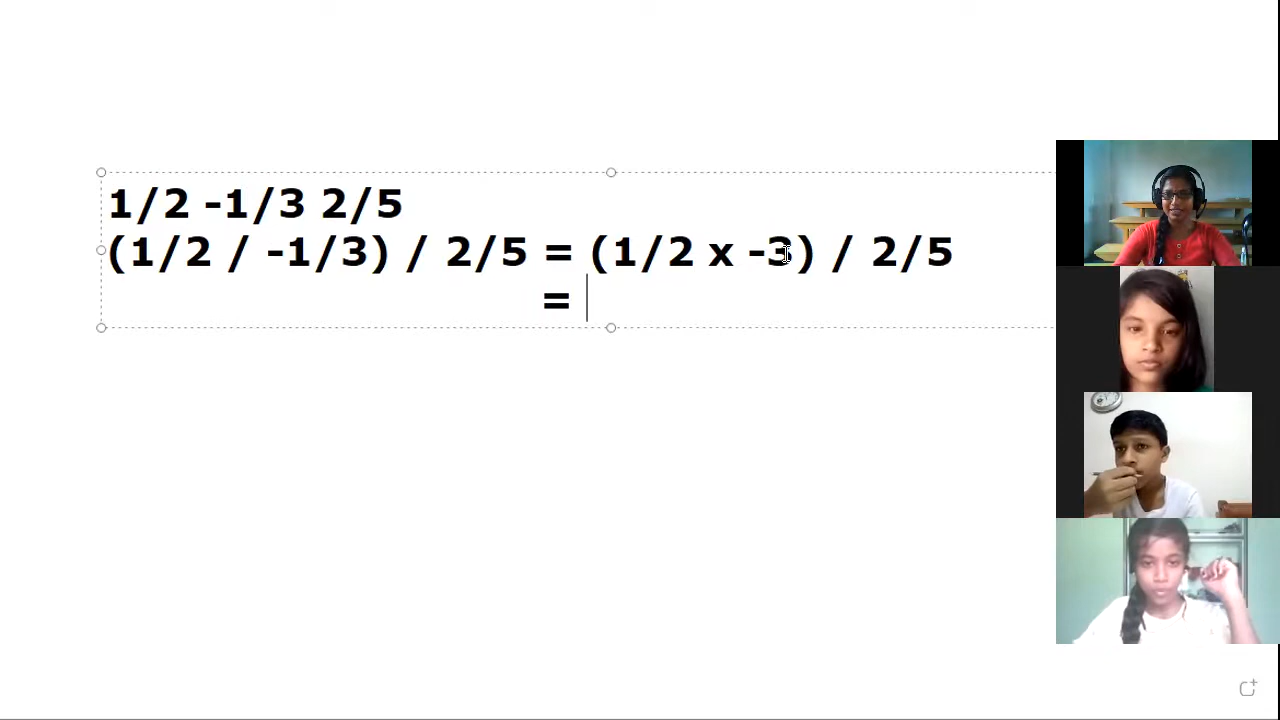 1/2 -1/3 2/5
(1/2 / -1/3) / 2/5 = (1/2 x -3) / 2/5
=